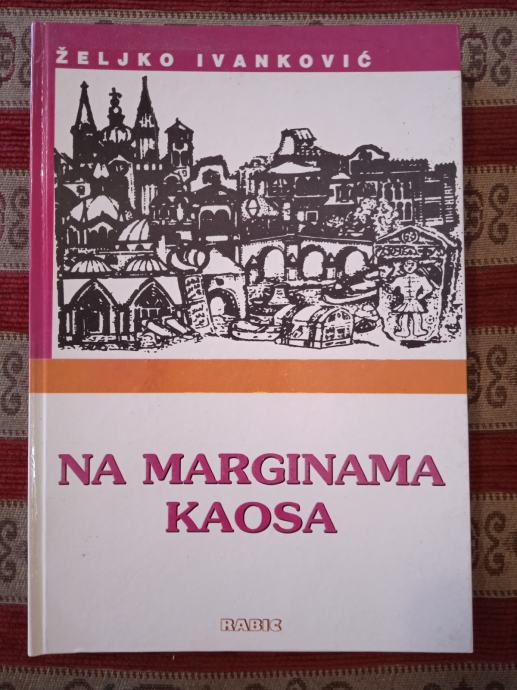 ŽELJKO IVANKOVIĆ
NA MARGINAMA
KAOSA
RABIC